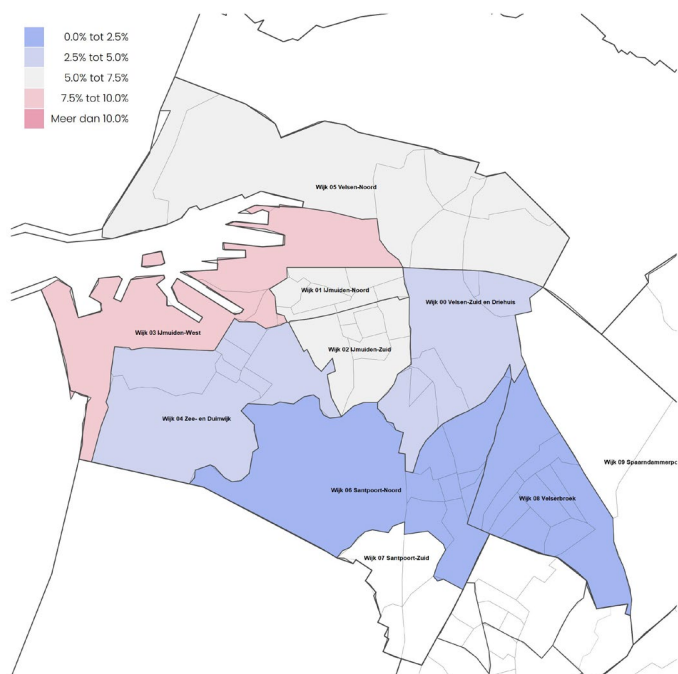 0.0% tot 2.5%
2.5% tot 5.0%
5.0% tot 7.5%
7.5% tot 10.0%
Meer dan 10.0%
Wijk 05 Velsen-Noord
Wijk 01 IJmuiden-Noord
Wijk 00 Velsen-Zuid en Driehuis
Wijk 03 IJmuiden-West
Wijk 02 IJmuiden-Zuid
Wijk 04 Zee- en Duinwijk
Wijk 09 Spaarndammerpo
Wijk 06 Santpoort-Noord
Wijk 08 Velserbroek
Wijk 07 Santpoort-Zuid